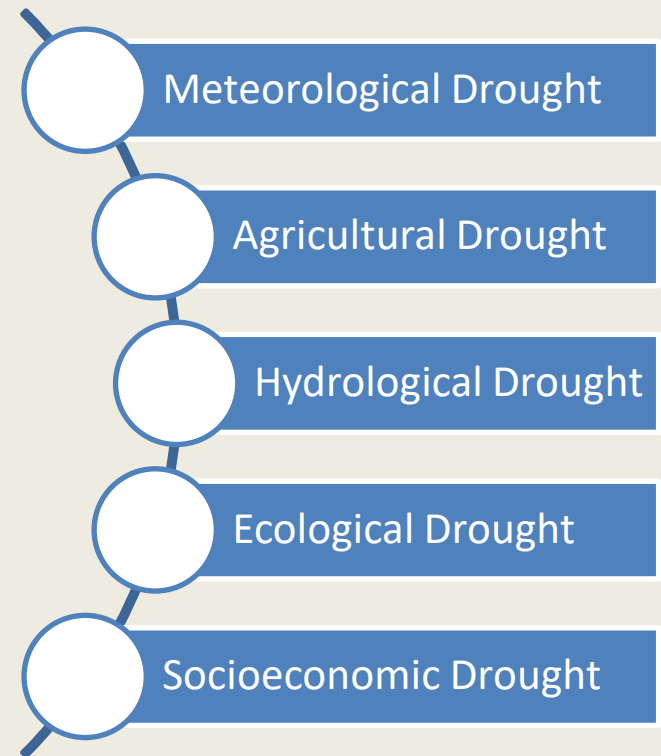 Meteorological Drought
Agricultural Drought
Hydrological Drought
Ecological Drought
Socioeconomic Drought